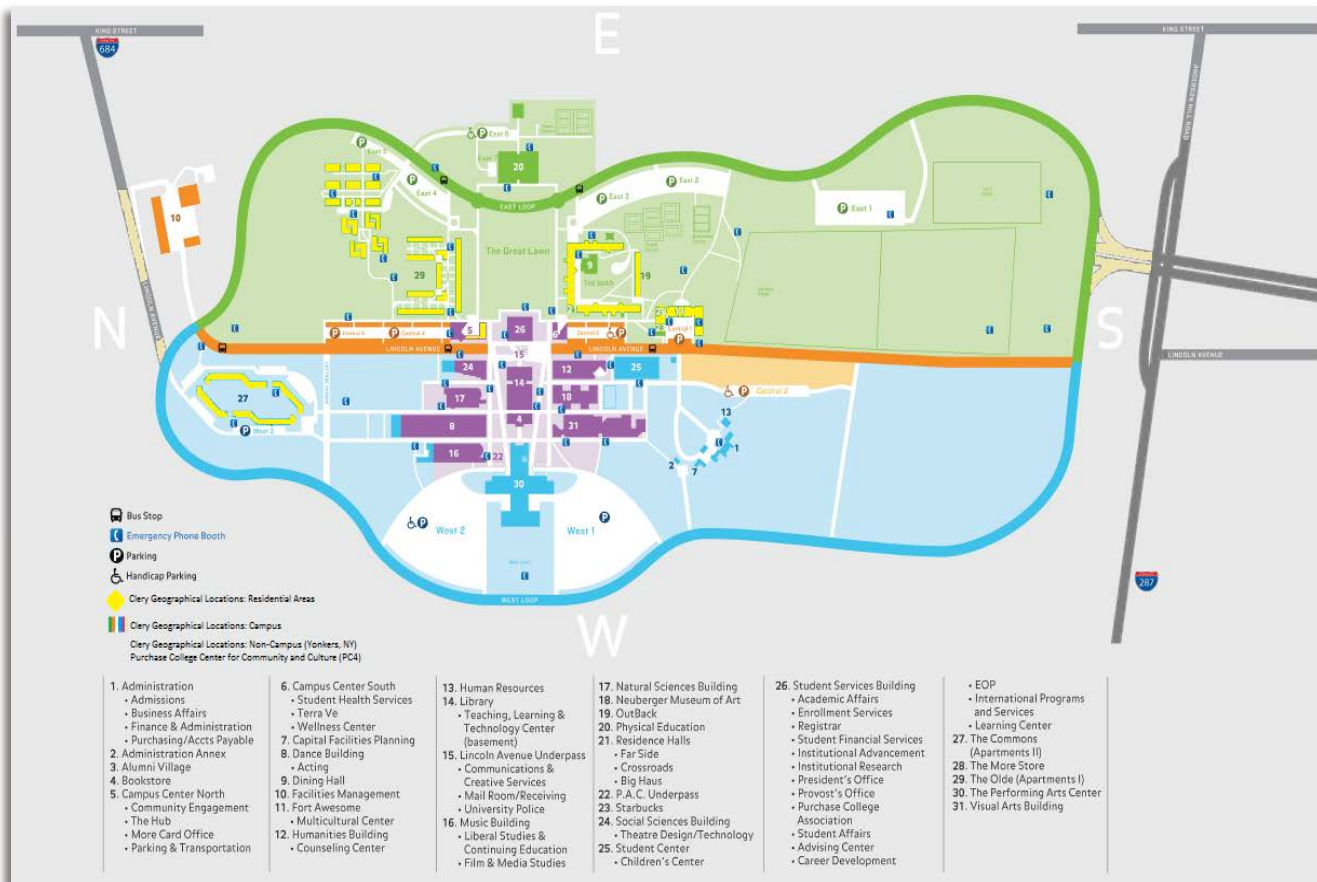 KING STREET
684
E
KING STREET
ANDERSON HILL ROAD
East 6
P
East 5
East 7
20
East 4
EAST LOOP
East 3
East 2
East 1
10
The Great Lawn
9
THE QUAD
19
29
LINCOLN AVENUE
N
S
5
26
6
Central 1
LINCOLN AVENUE
LINCOLN AVENUE
LINCOLN AVENUE
15
24
14
12
25
Central 2
17
18
27
West 3
4
8
31
13
16
22
2
7
1
30
West 2
West 1
WEST LOOP
W
287
Bus Stop
Emergency Phone Booth
Parking
Handicap Parking
Clery Geographical Locations: Residential Areas
Clery Geographical Locations: Campus
Clery Geographical Locations: Non-Campus (Yonkers, NY)
Purchase College Center for Community and Culture (PC4)
1. Administration
• Admissions
• Business Affairs
• Finance & Administration
• Purchasing/Accts Payable
2. Administration Annex
3. Alumni Village
4. Bookstore
5. Campus Center North
• Community Engagement
• The Hub
• More Card Office
• Parking & Transportation
6. Campus Center South
• Student Health Services
• Terra Ve
• Wellness Center
7. Capital Facilities Planning
8. Dance Building
• Acting
9. Dining Hall
10. Facilities Management
11. Fort Awesome
• Multicultural Center
12. Humanities Building
• Counseling Center
13. Human Resources
14. Library
• Teaching, Learning &
Technology Center
(basement)
15. Lincoln Avenue Underpass
• Communications &
Creative Services
• Mail Room/Receiving
• University Police
16. Music Building
• Liberal Studies &
Continuing Education
• Film & Media Studies
17. Natural Sciences Building
18. Neuberger Museum of Art
19. OutBack
20. Physical Education
21. Residence Halls
• Far Side
• Crossroads
• Big Haus
22. P.A.C. Underpass
23. Starbucks
24. Social Sciences Building
• Theatre Design/Technology
25. Student Center
• Children's Center
26. Student Services Building
• Academic Affairs
• Enrollment Services
• Registrar
• Student Financial Services
• Institutional Advancement
• Institutional Research
• President's Office
• Provost's Office
• Purchase College
Association
• Student Affairs
• Advising Center
• Career Development
• EOP
• International Programs
and Services
• Learning Center
27. The Commons
(Apartments II)
28. The More Store
29. The Olde (Apartments I)
30. The Performing Arts Center
31. Visual Arts Building